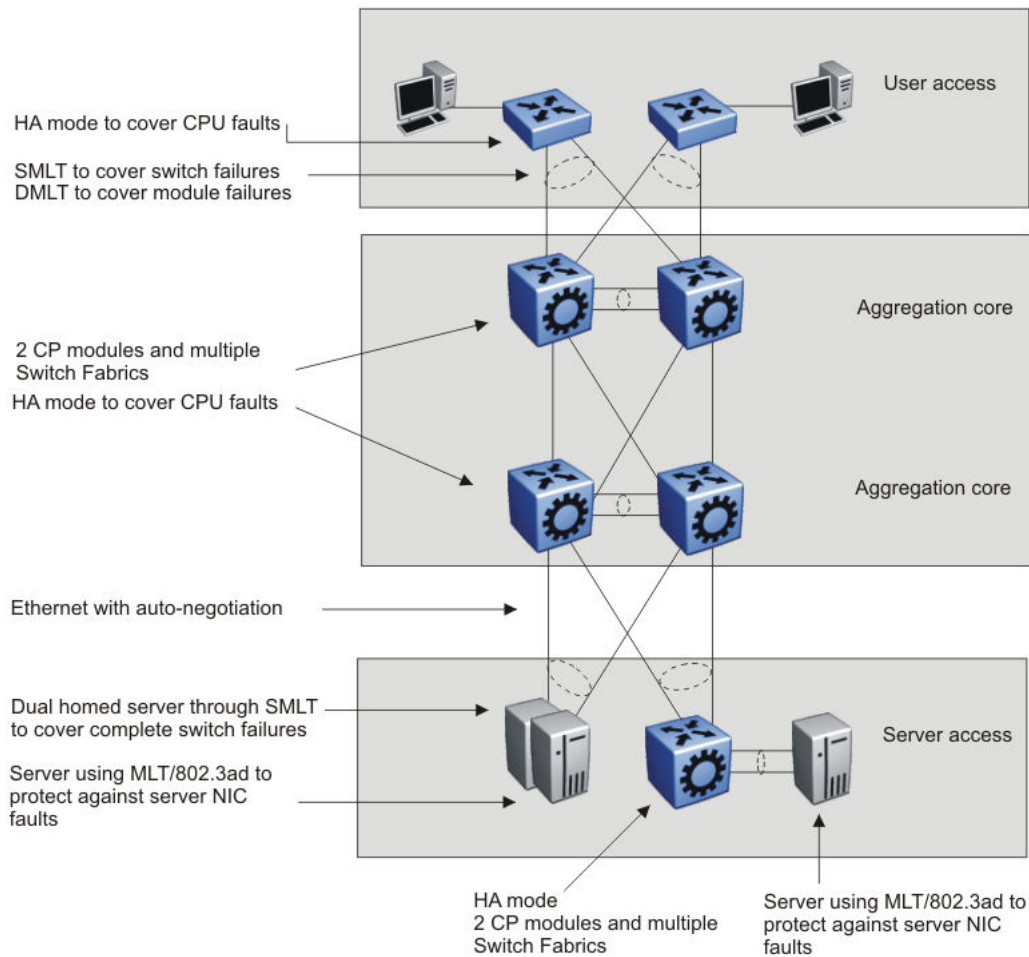 User access
HA mode to cover CPU faults
SMLT to cover switch failures
DMLT to cover module failures
Aggregation core
2 CP modules and multiple
Switch Fabrics
HA mode to cover CPU faults
Aggregation core
Ethernet with auto-negotiation
Dual homed server through SMLT
to cover complete switch failures
Server access
Server using MLT/802.3ad to
protect against server NIC
faults
HA mode
2 CP modules and multiple
Switch Fabrics
Server using MLT/802.3ad to
protect against server NIC
faults